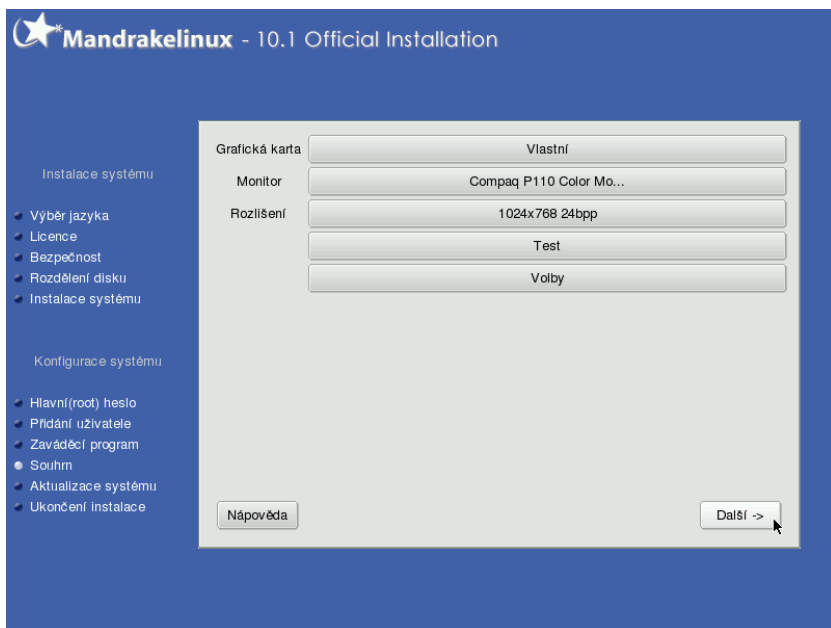 Mandrakelinux - 10.1 Official Installation
Instalace systému
Výběr jazyka
Licence
Bezpečnost
Rozdělení disku
Instalace systému
Konfigurace systému
Hlavní(root) heslo
Přidání uživatele
Zaváděcí program
Souhrn
Aktualizace systému
Ukončení instalace
Grafická karta Vlastní
Monitor Compaq P110 Color Mo...
Rozlišení 1024x768 24bpp
Test
Volby
Nápověda Další ->